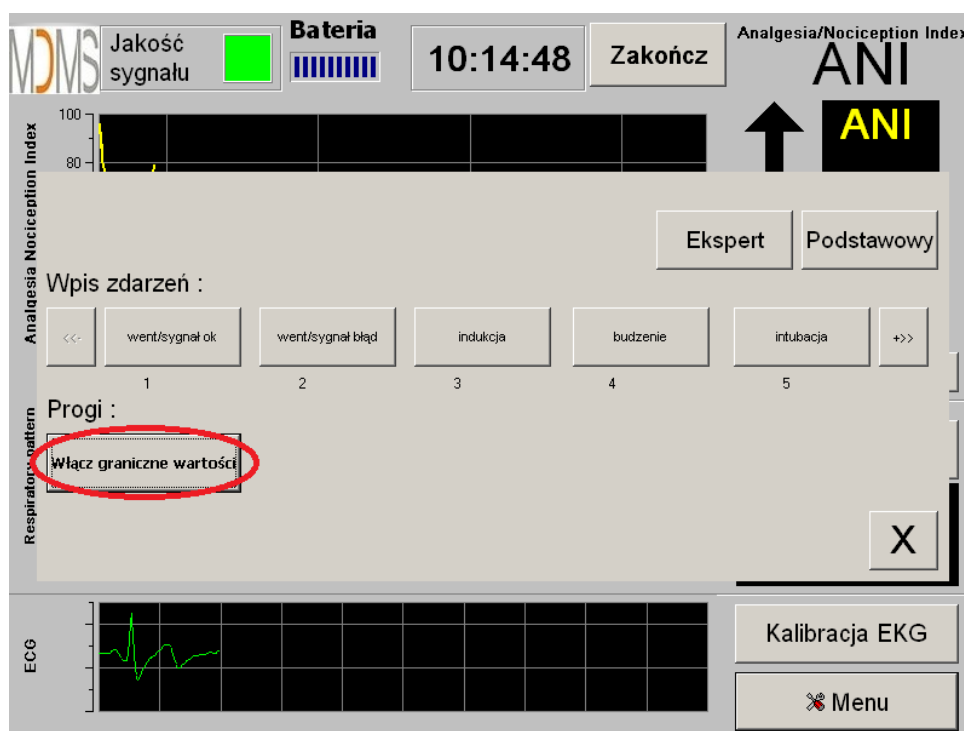 MDMS
Jakość
sygnału
Bateria
10:14:48
Zakończ
Analgesia/Nociception Index
ANI
ANI
100
80
Analgesia Nociception Index
Ekspert
Podstawowy
Wpis zdarzeń :
<<-
went/sygnał ok
went/sygnał błąd
indukcja
budzenie
intubacja
+>>
1
2
3
4
5
Progi :
Włącz graniczne wartości
Respiratory pattern
X
ECG
Kalibracja EKG
Menu